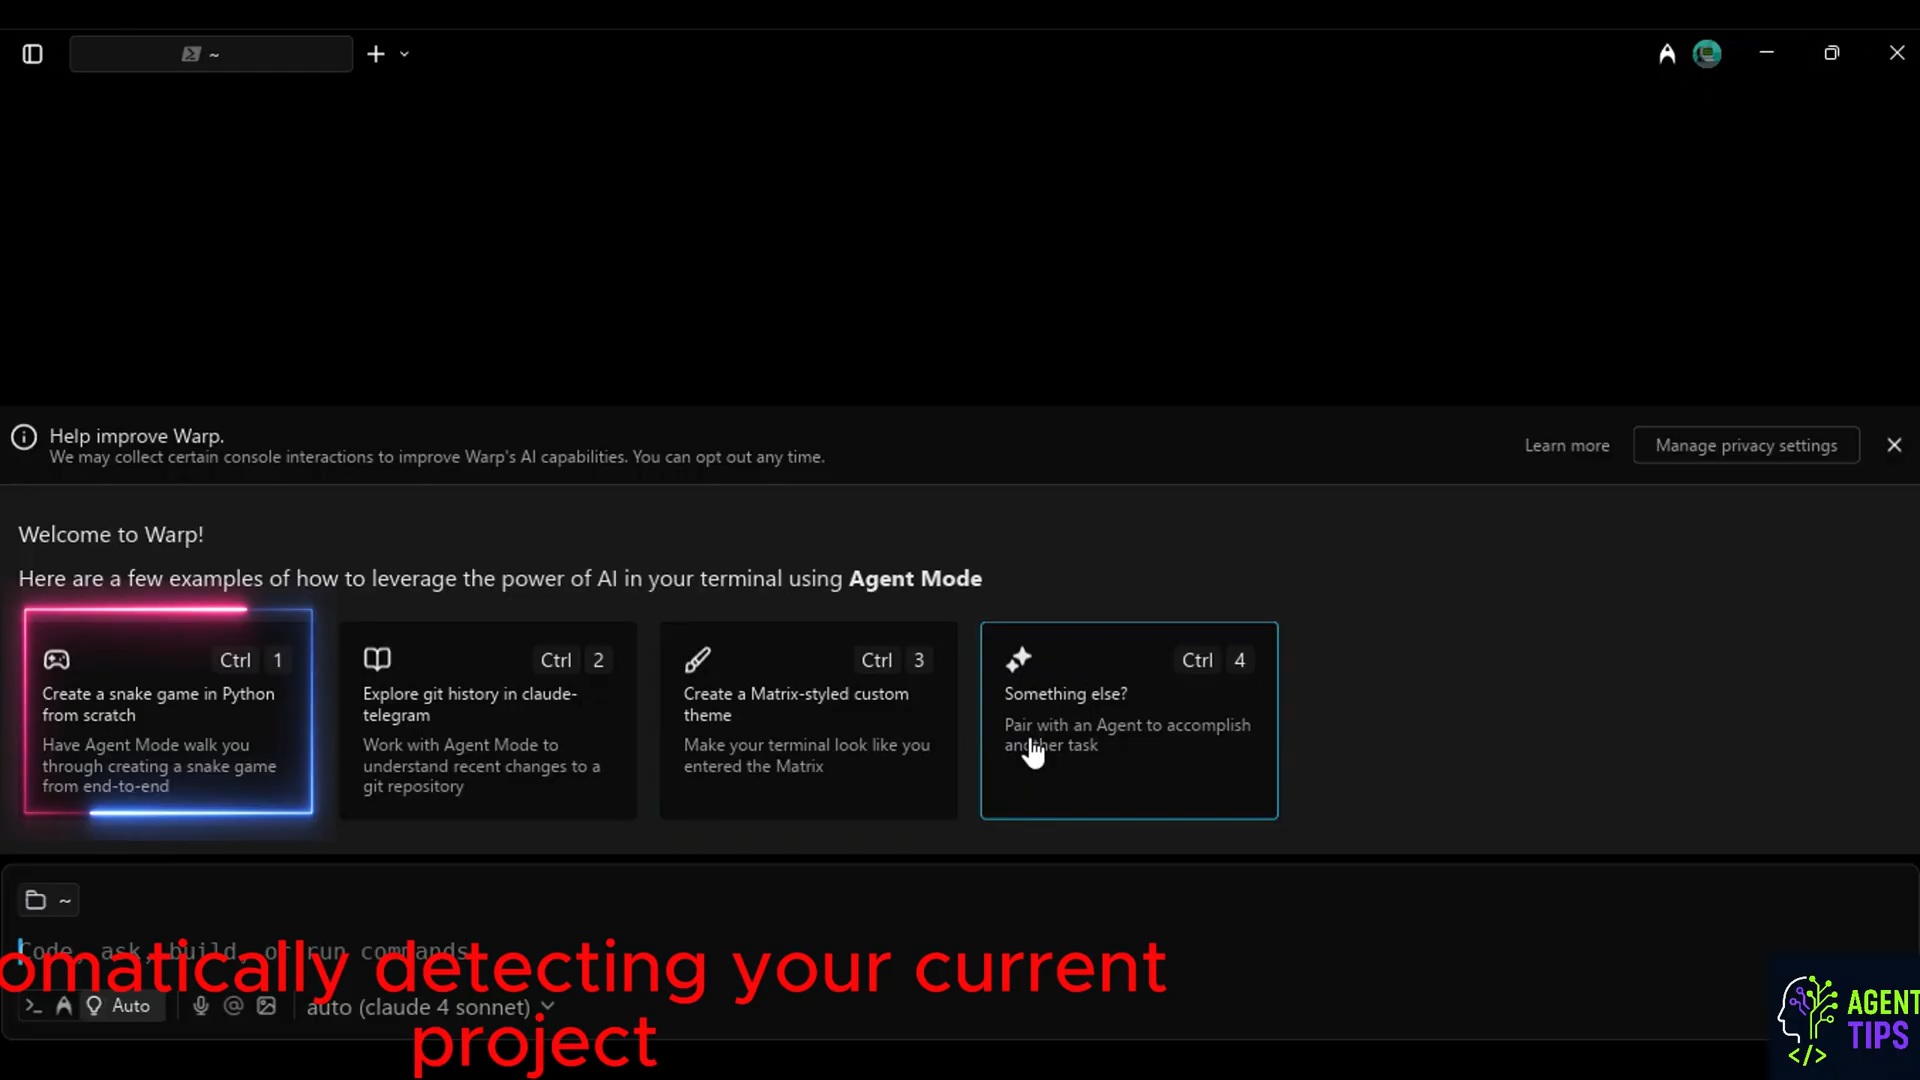 ~
Help improve Warp.
We may collect certain console interactions to improve Warp's AI capabilities. You can opt out any time.
Learn more
Manage privacy settings
Welcome to Warp!
Here are a few examples of how to leverage the power of AI in your terminal using Agent Mode
Ctrl 1
Create a snake game in Python
from scratch
Have Agent Mode walk you
through creating a snake game
from end-to-end
Ctrl 2
Explore git history in claude-
telegram
Work with Agent Mode to
understand recent changes to a
git repository
Ctrl 3
Create a Matrix-styled custom
theme
Make your terminal look like you
entered the Matrix
Ctrl 4
Something else?
Pair with an Agent to accomplish
another task
~
Code, ask, build, or run commands
omatically detecting your current
project
Auto
auto (claude 4 sonnet)
AGENT
TIPS